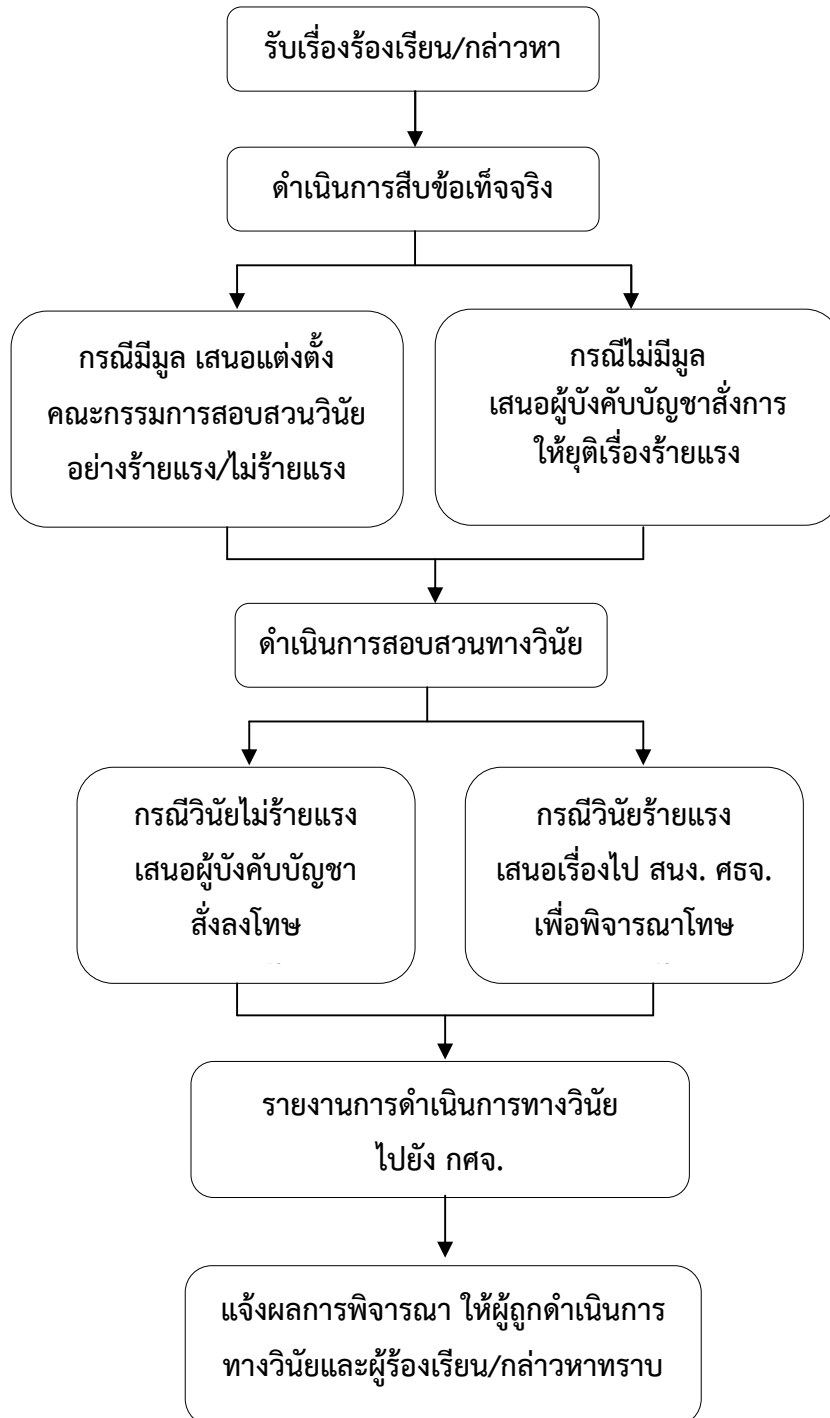 รับเรื่องร้องเรียน/กล่าวหา
ดำเนินการสืบข้อเท็จจริง
กรณีมีมูล เสนอแต่งตั้ง
คณะกรรมการสอบสวนวินัย
อย่างร้ายแรง/ไม่ร้ายแรง
กรณีไม่มีมูล
เสนอผู้บังคับบัญชาสั่งการ
ให้ยุติเรื่องร้ายแรง
ดำเนินการสอบสวนทางวินัย
กรณีวินัยไม่ร้ายแรง
เสนอผู้บังคับบัญชา
สั่งลงโทษ
กรณีวินัยร้ายแรง
เสนอเรื่องไป สนง. ศธจ.
เพื่อพิจารณาโทษ
รายงานการดำเนินการทางวินัย
ไปยัง กศจ.
แจ้งผลการพิจารณา ให้ผู้ถูกดำเนินการ
ทางวินัยและผู้ร้องเรียน/กล่าวหาทราบ